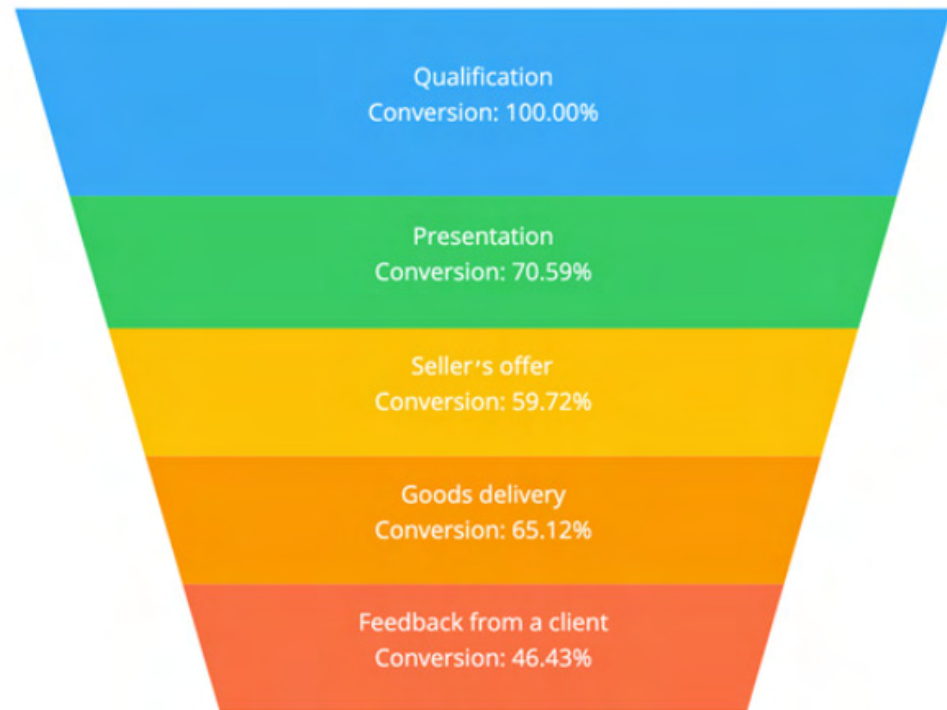 Qualification
Conversion: 100.00%
Presentation
Conversion: 70.59%
Seller's offer
Conversion: 59.72%
Goods delivery
Conversion: 65.12%
Feedback from a client
Conversion: 46.43%